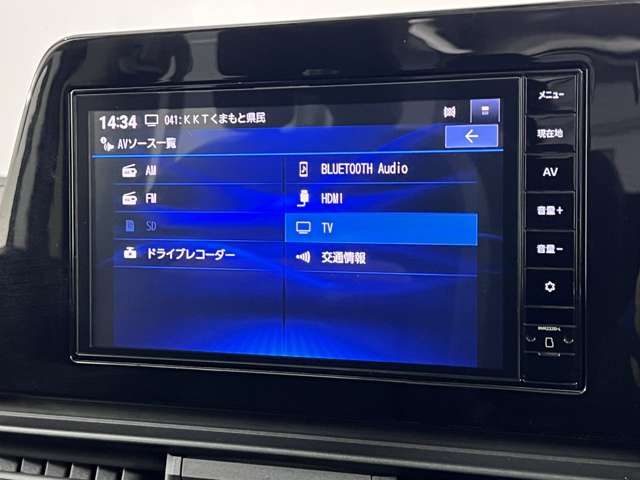 14:34 041:KKTくまもと県民
AVソース一覧
AM
FM
SD
ドライブレコーダー
BLUETOOTH Audio
HDMI
TV
交通情報
メニュー
現在地
AV
音量+
音量-